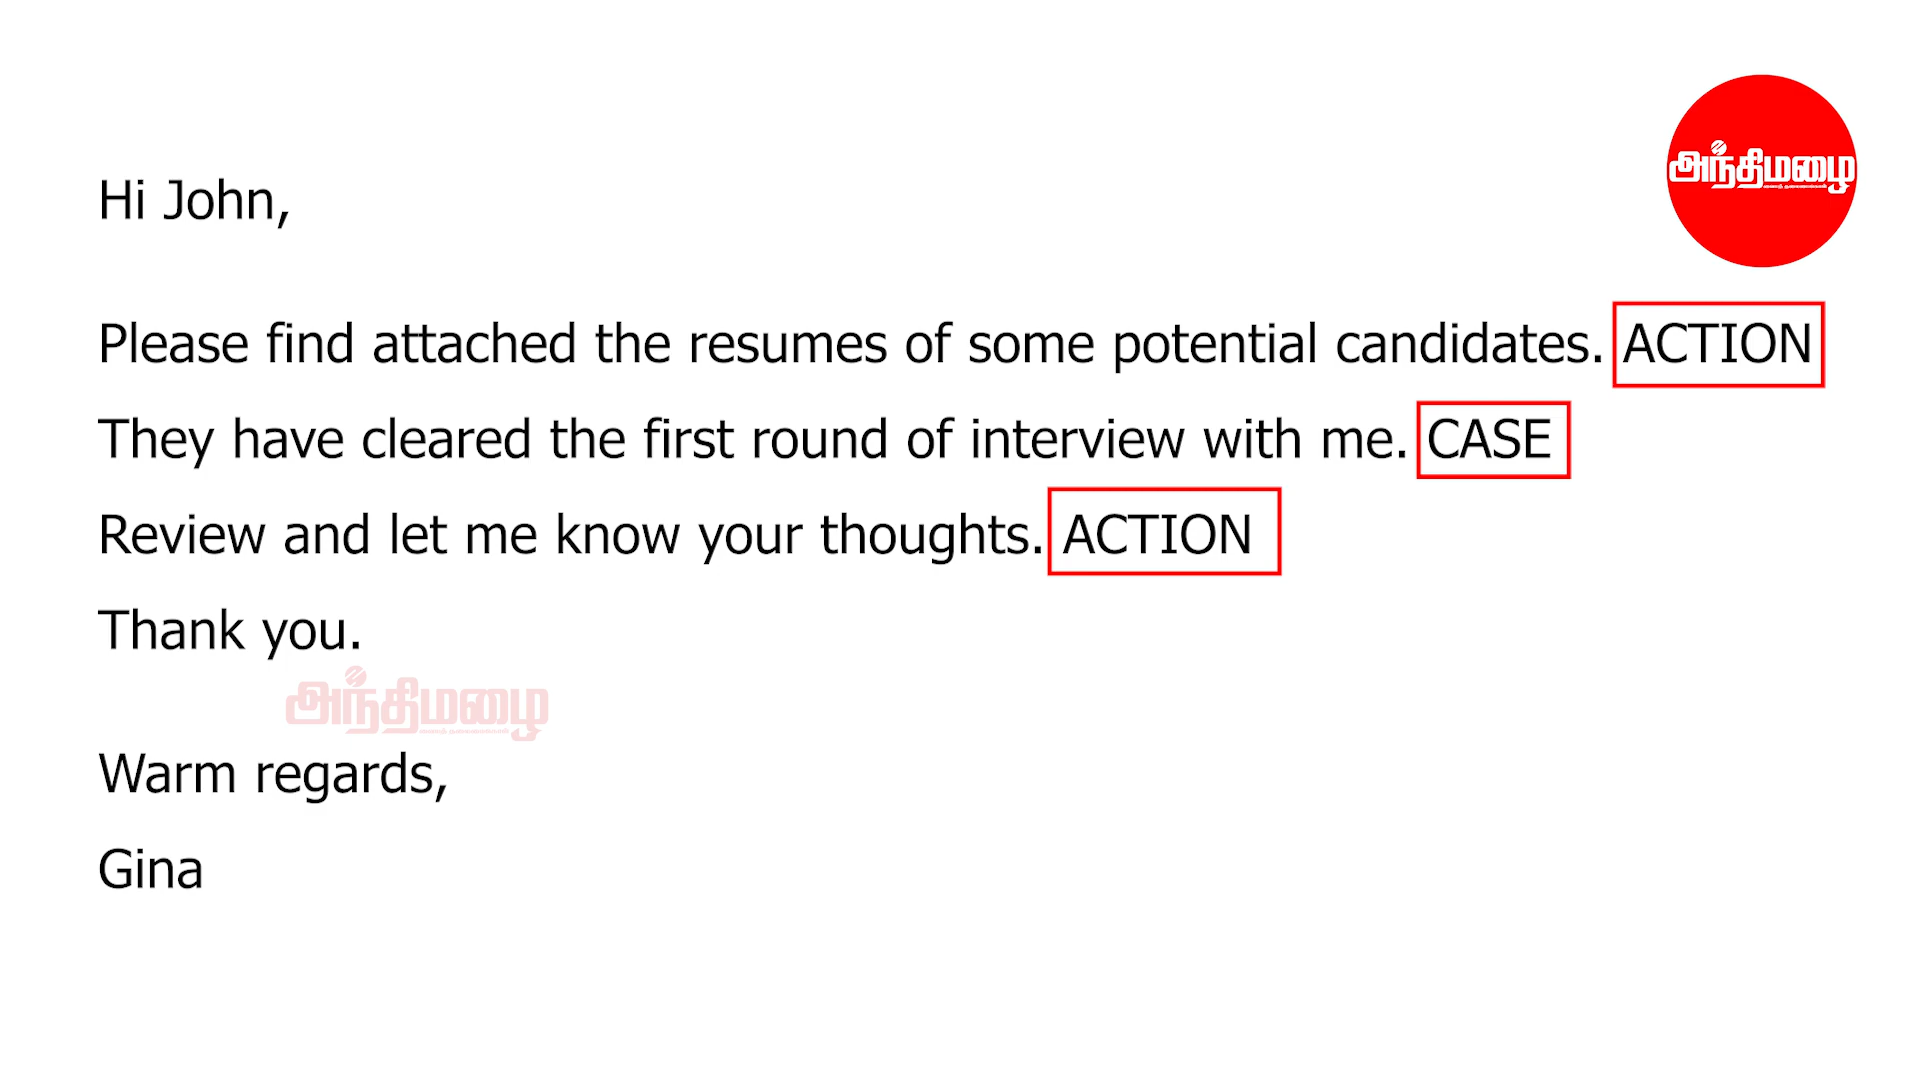 அந்திமழை
Hi John,
Please find attached the resumes of some potential candidates. ACTION
They have cleared the first round of interview with me. CASE
Review and let me know your thoughts. ACTION
Thank you.
அந்திமழை
Warm regards,
Gina